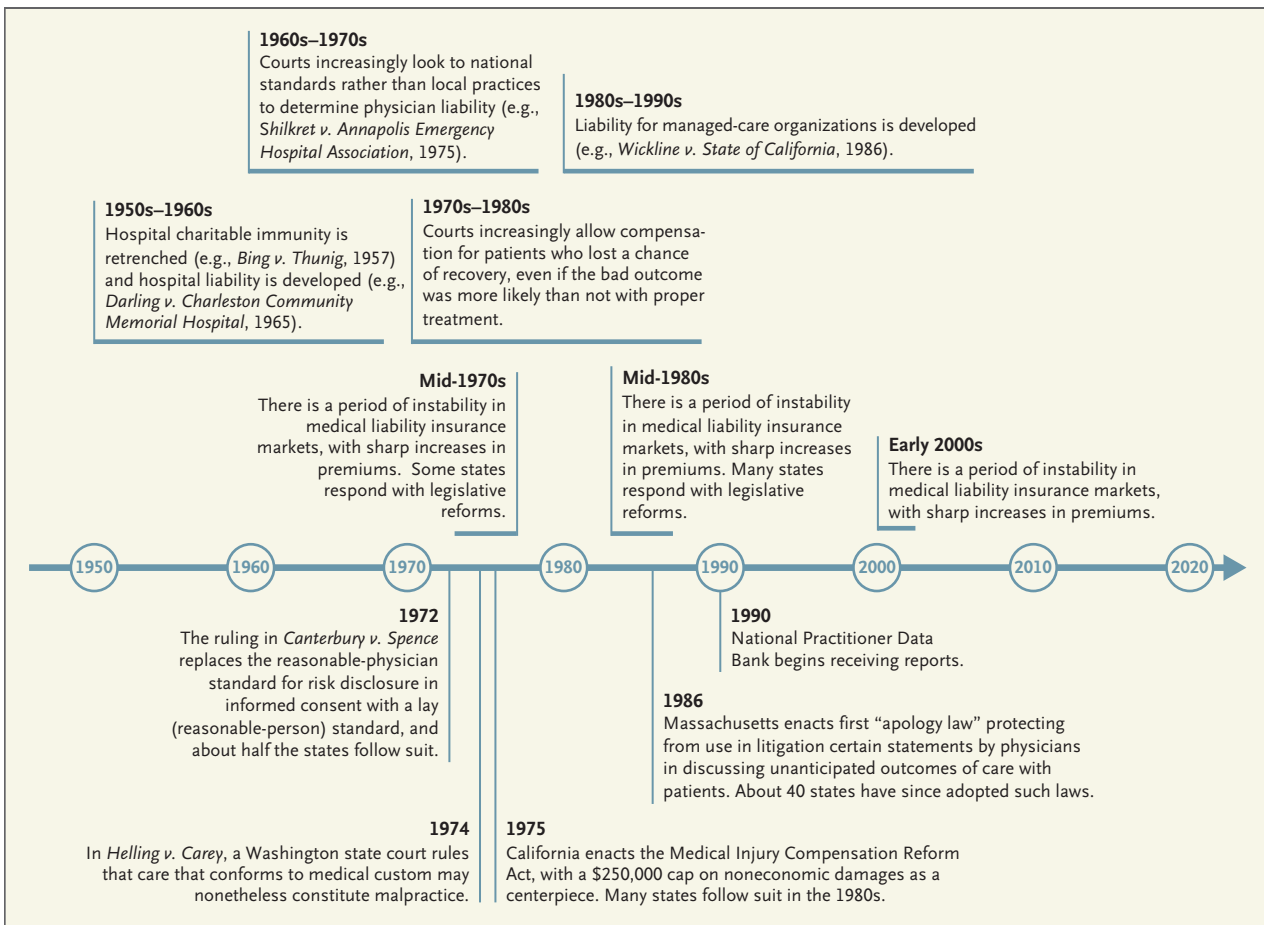 1960s–1970s
Courts increasingly look to national
standards rather than local practices
to determine physician liability (e.g.,
Shilkret v. Annapolis Emergency
Hospital Association, 1975).
1980s–1990s
Liability for managed-care organizations is developed
(e.g., Wickline v. State of California, 1986).
1950s–1960s
Hospital charitable immunity is
retrenched (e.g., Bing v. Thunig, 1957)
and hospital liability is developed (e.g.,
Darling v. Charleston Community
Memorial Hospital, 1965).
1970s–1980s
Courts increasingly allow compensa-
tion for patients who lost a chance
of recovery, even if the bad outcome
was more likely than not with proper
treatment.
Mid-1970s
There is a period of instability in
medical liability insurance
markets, with sharp increases in
premiums. Some states
respond with legislative
reforms.
Mid-1980s
There is a period of instability
in medical liability insurance
markets, with sharp increases
in premiums. Many states
respond with legislative
reforms.
Early 2000s
There is a period of instability in
medical liability insurance markets,
with sharp increases in premiums.
1950 1960 1970 1980 1990 2000 2010 2020
1972
The ruling in Canterbury v. Spence
replaces the reasonable-physician
standard for risk disclosure in
informed consent with a lay
(reasonable-person) standard, and
about half the states follow suit.
1990
National Practitioner Data
Bank begins receiving reports.
1986
Massachusetts enacts first “apology law” protecting
from use in litigation certain statements by physicians
in discussing unanticipated outcomes of care with
patients. About 40 states have since adopted such laws.
1974
In Helling v. Carey, a Washington state court rules
that care that conforms to medical custom may
nonetheless constitute malpractice.
1975
California enacts the Medical Injury Compensation Reform
Act, with a $250,000 cap on noneconomic damages as a
centerpiece. Many states follow suit in the 1980s.